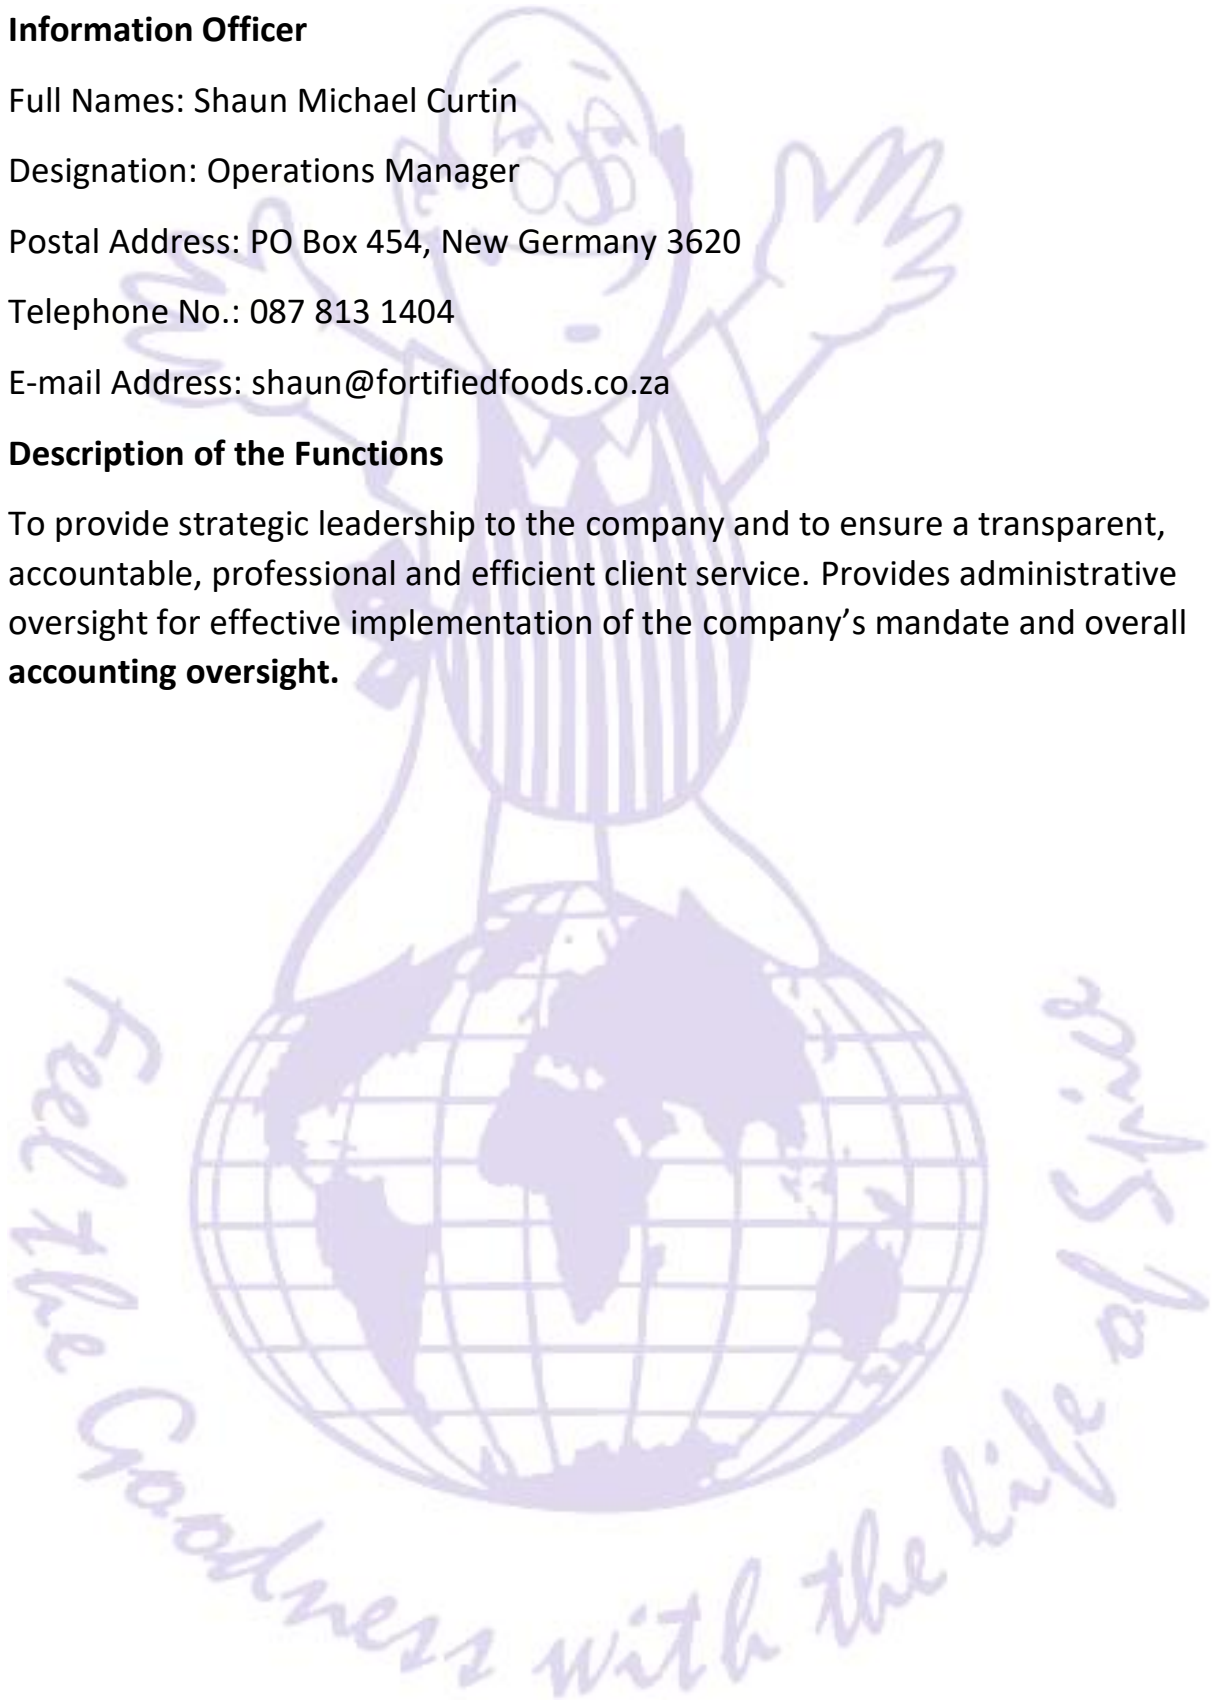 Information Officer
Full Names: Shaun Michael Curtin
Designation: Operations Manager
Postal Address: PO Box 454, New Germany 3620
Telephone No.: 087 813 1404
E-mail Address: shaun@fortifiedfoods.co.za
Description of the Functions
To provide strategic leadership to the company and to ensure a transparent,
accountable, professional and efficient client service. Provides administrative
oversight for effective implementation of the company’s mandate and overall
accounting oversight.
Feel the Goodness with the life of Spice